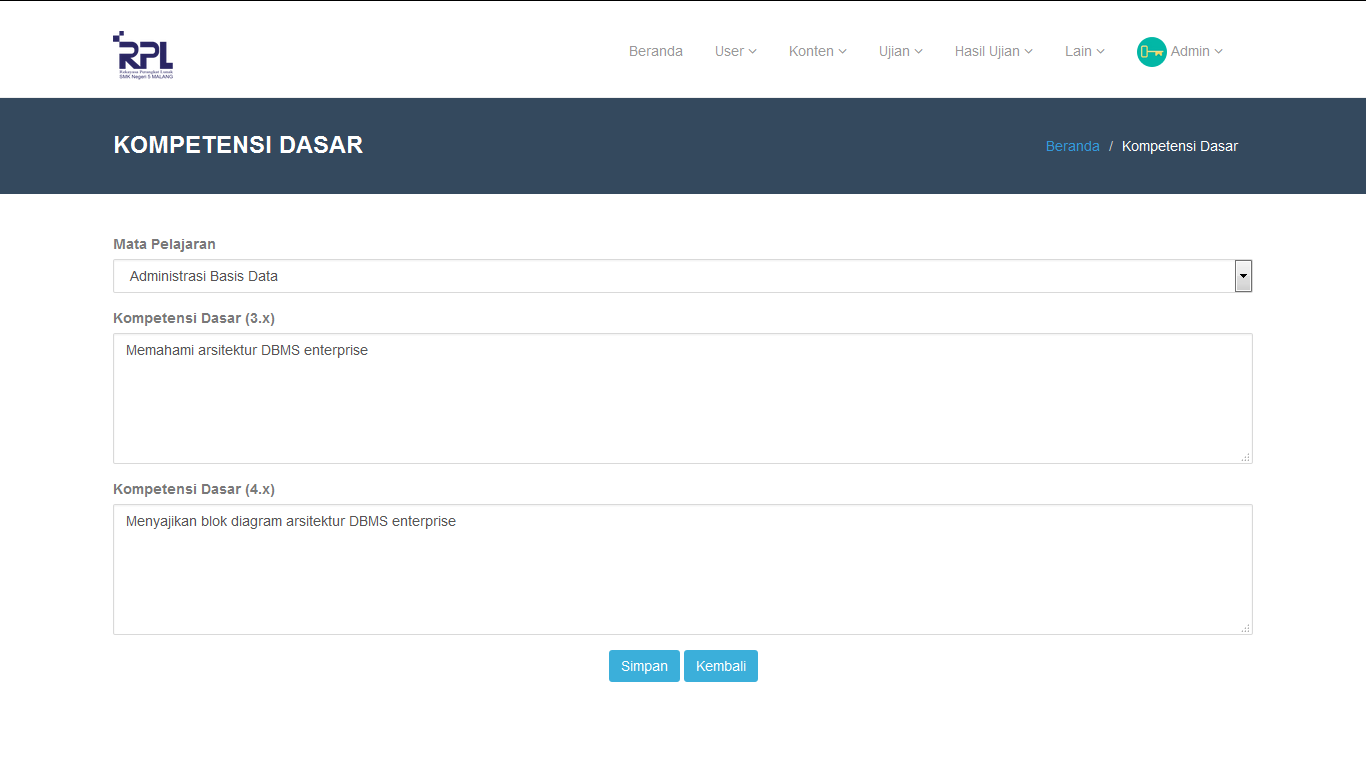 RPL
Rekayasa Perangkat Lunak
SMK Negeri 5 MALANG
Beranda User Konten Ujian Hasil Ujian Lain Admin
KOMPETENSI DASAR
Beranda / Kompetensi Dasar
Mata Pelajaran
Administrasi Basis Data
Kompetensi Dasar (3.x)
Memahami arsitektur DBMS enterprise
Kompetensi Dasar (4.x)
Menyajikan blok diagram arsitektur DBMS enterprise
Simpan Kembali